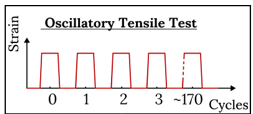 Oscillatory Tensile Test
Strain
0 1 2 3 ~170 Cycles